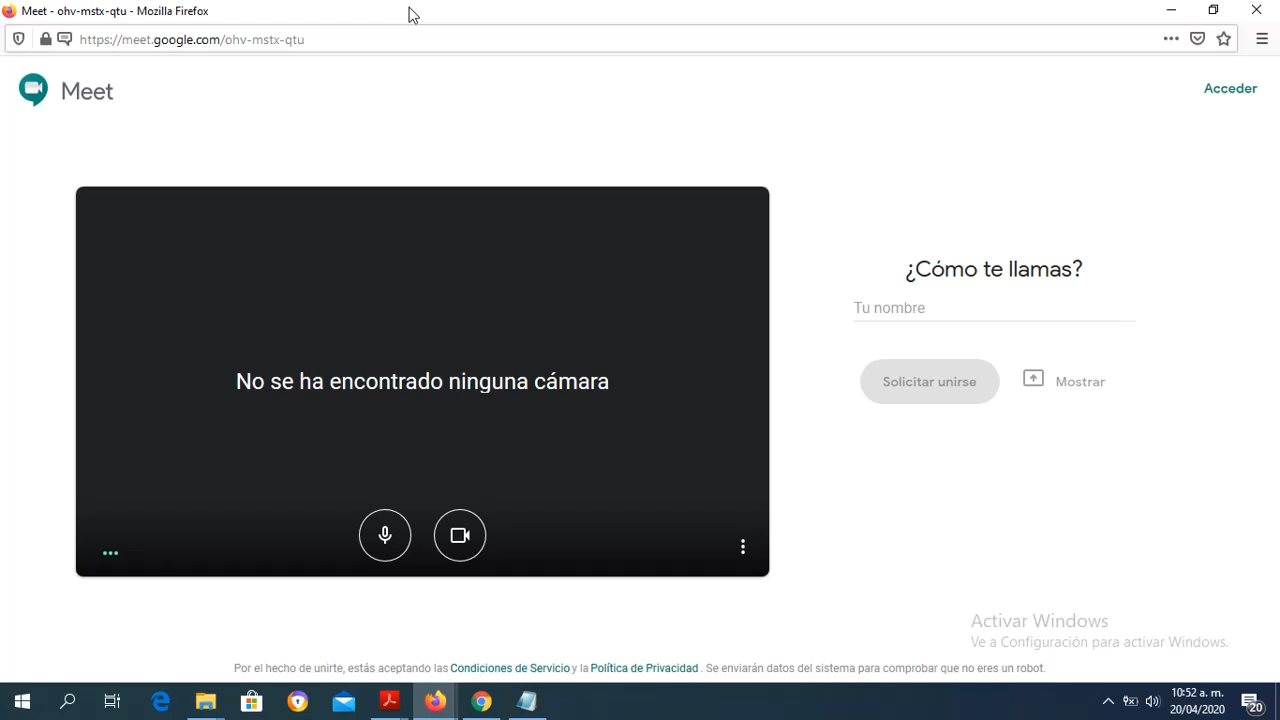 Meet - ohv-mstx-qtu - Mozilla Firefox
https://meet.google.com/ohv-mstx-qtu
Meet
Acceder
¿Cómo te llamas?
Tu nombre
No se ha encontrado ninguna cámara
Solicitar unirse
Mostrar
Activar Windows
Ve a Configuración para activar Windows.
Por el hecho de unirte, estás aceptando las Condiciones de Servicio y la Política de Privacidad . Se enviarán datos del sistema para comprobar que no eres un robot.
10:52 a. m.
20/04/2020
20